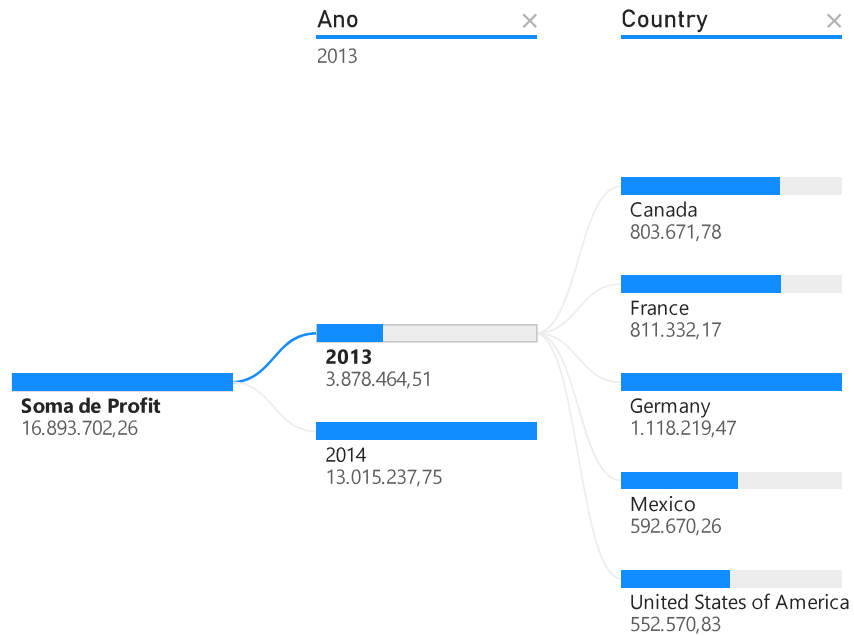 Ano
2013
Country
Soma de Profit
16.893.702,26
2013
3.878.464,51
2014
13.015.237,75
Canada
803.671,78
France
811.332,17
Germany
1.118.219,47
Mexico
592.670,26
United States of America
552.570,83